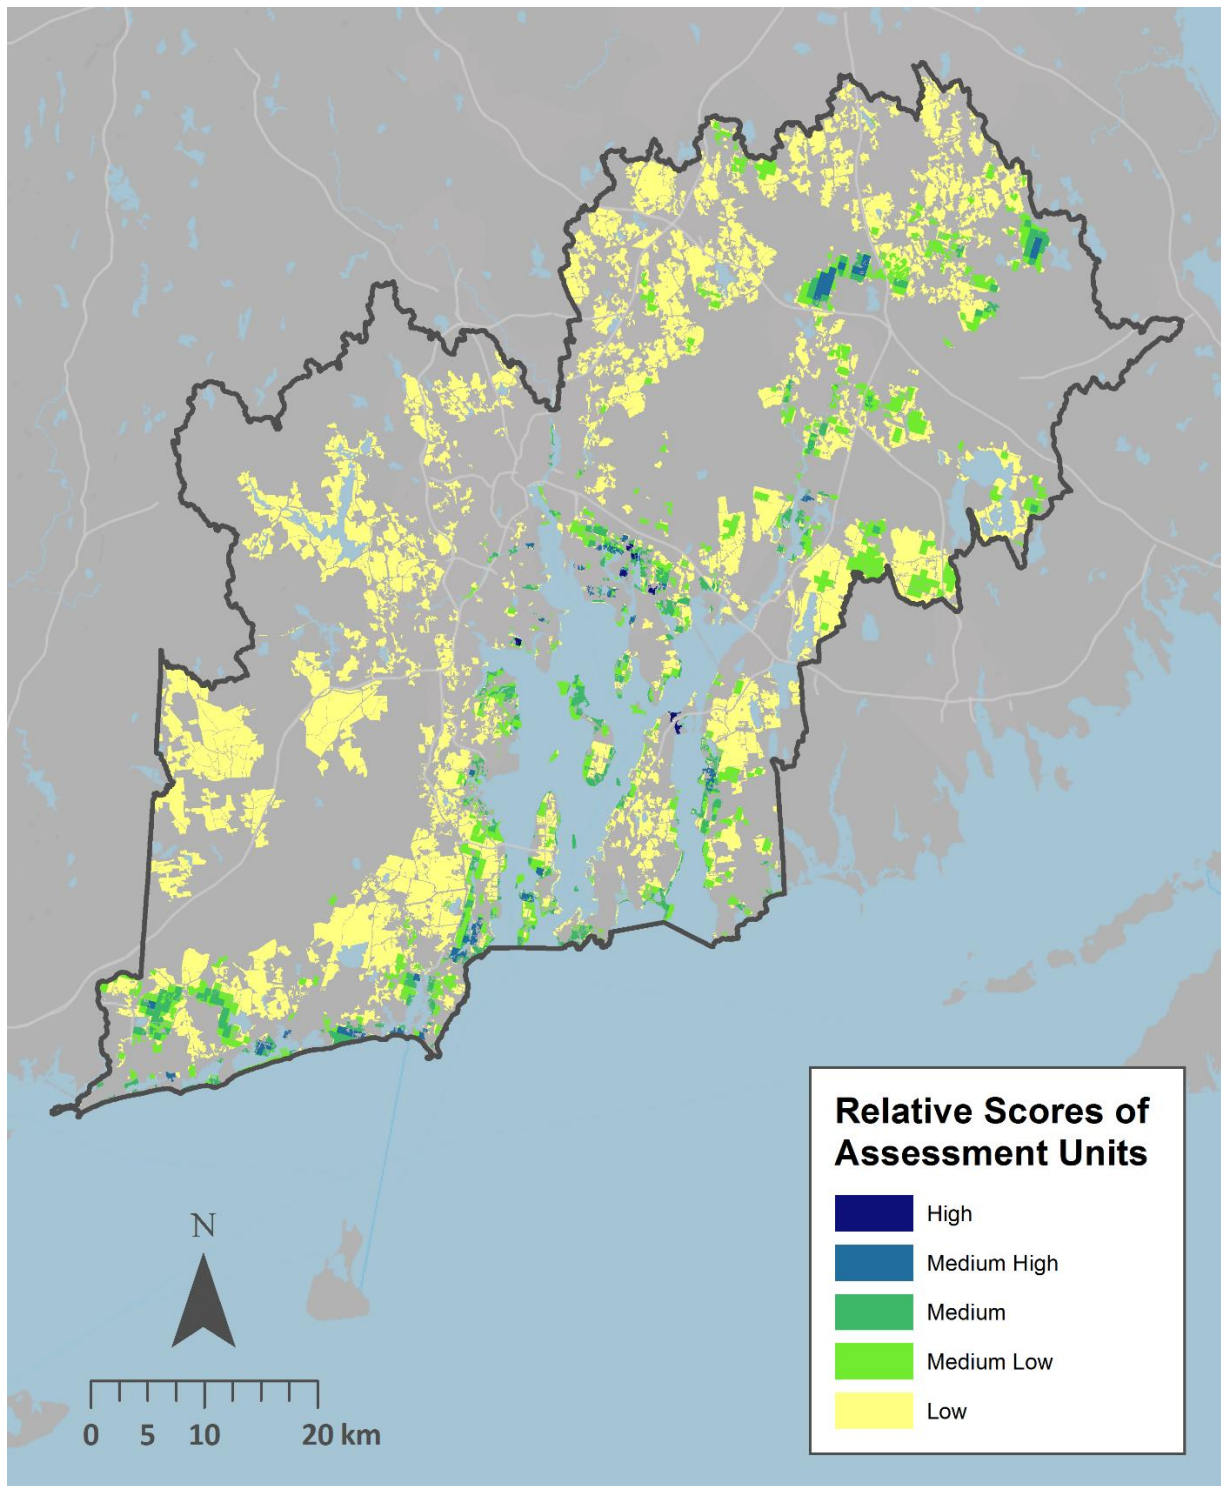 Relative Scores of
Assessment Units
High
Medium High
Medium
Medium Low
Low
N
0 5 10 20 km